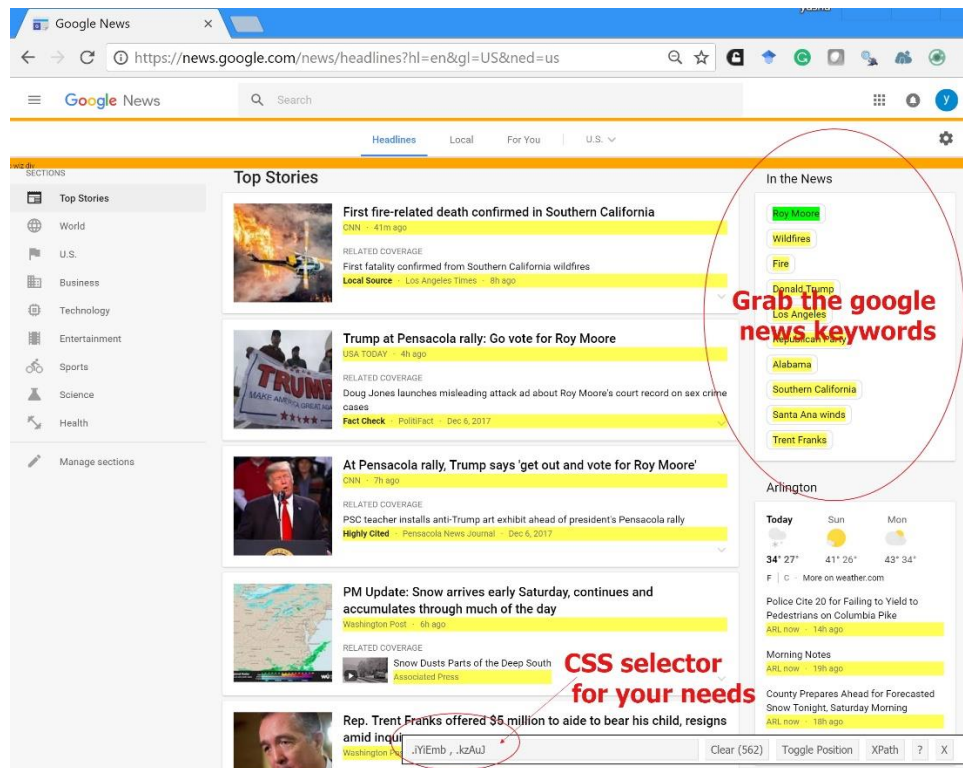 Google News
https://news.google.com/news/headlines?hl=en&gl=US&ned=us
Google News
Search
y
Headlines Local For You U.S.
wiz div
SECTIONS
Top Stories
World
U.S.
Business
Technology
Entertainment
Sports
Science
Health
Manage sections
Top Stories
First fire-related death confirmed in Southern California
CNN · 41m ago
RELATED COVERAGE
First fatality confirmed from Southern California wildfires
Local Source · Los Angeles Times · 8h ago
Trump at Pensacola rally: Go vote for Roy Moore
USA TODAY · 4h ago
RELATED COVERAGE
Doug Jones launches misleading attack ad about Roy Moore's court record on sex crime
cases
Fact Check · PolitiFact · Dec 6, 2017
TRUMP
MAKE AMERICA GREAT
At Pensacola rally, Trump says 'get out and vote for Roy Moore'
CNN · 7h ago
RELATED COVERAGE
PSC teacher installs anti-Trump art exhibit ahead of president's Pensacola rally
Highly Cited · Pensacola News Journal · Dec 6, 2017
PM Update: Snow arrives early Saturday, continues and
accumulates through much of the day
Washington Post · 6h ago
RELATED COVERAGE
Snow Dusts Parts of the Deep South
Associated Press
Rep. Trent Franks offered $5 million to aide to bear his child, resigns
amid
Washington
In the News
Roy Moore
Wildfires
Fire
Donald Trump
Los Angeles
Republican Party
Alabama
Southern California
Santa Ana winds
Trent Franks
Grab the google
news keywords
Arlington
Today Sun Mon
34° 27° 41° 26° 43° 34°
F | C · More on weather.com
Police Cite 20 for Failing to Yield to
Pedestrians on Columbia Pike
ARL now · 14h ago
Morning Notes
ARL now · 19h ago
County Prepares Ahead for Forecasted
Snow Tonight, Saturday Morning
ARL now · 18h ago
CSS selector
for your needs
.iYiEmb , .kzAuJ Clear (562) Toggle Position XPath ? X